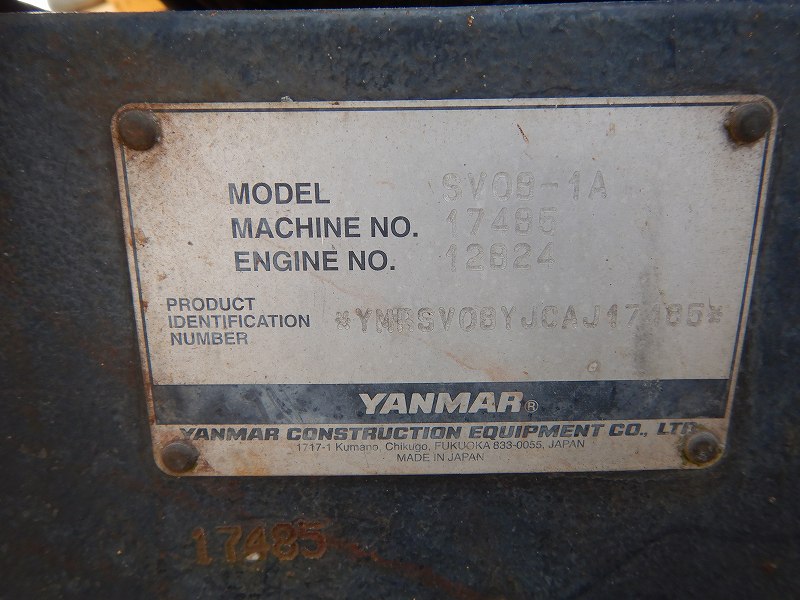 MODEL SV08-1A
MACHINE NO. 17485
ENGINE NO. 12824
PRODUCT
IDENTIFICATION
NUMBER
*YMRSV08YJCAJ17485*
YANMAR®
YANMAR CONSTRUCTION EQUIPMENT CO., LTD.
1717-1 Kumano, Chikugo, FUKUOKA 833-0055, JAPAN
MADE IN JAPAN
17485